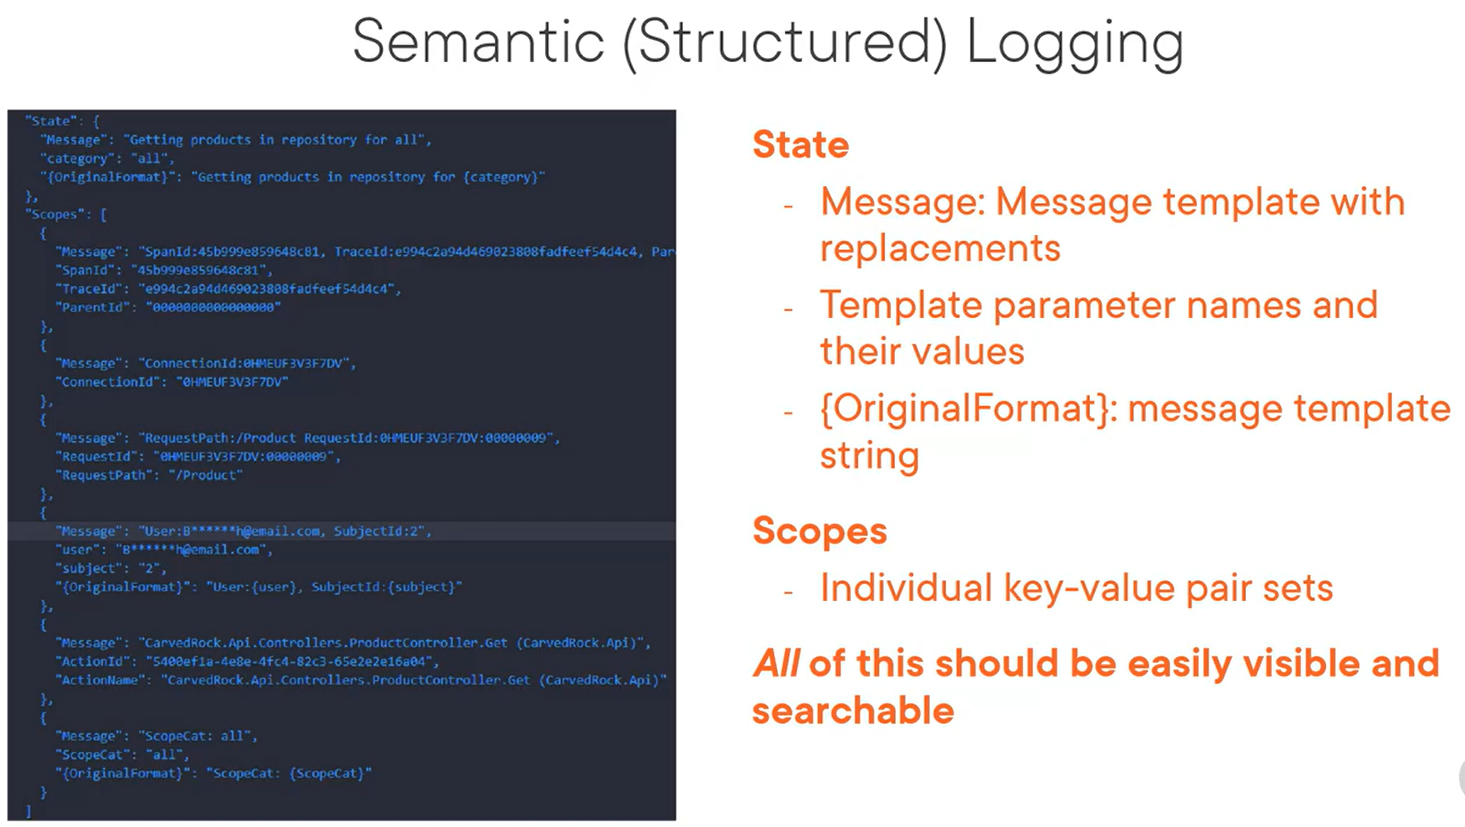 Semantic (Structured) Logging
"State": {
"Message": "Getting products in repository for all",
"category": "all",
"{OriginalFormat}": "Getting products in repository for {category}"
},
"Scopes": [
{
"Message": "SpanId:45b999e859648c81, TraceId:e994c2a94d469023808fadfeef54d4c4, Par
"SpanId": "45b999e859648c81",
"TraceId": "e994c2a94d469023808fadfeef54d4c4",
"ParentId": "0000000000000000"
},
{
"Message": "ConnectionId:0HMEUF3V3F7DV",
"ConnectionId": "0HMEUF3V3F7DV"
},
{
"Message": "RequestPath:/Product RequestId:0HMEUF3V3F7DV:00000009",
"RequestId": "0HMEUF3V3F7DV:00000009",
"RequestPath": "/Product"
},
{
"Message": "User:B******h@email.com, SubjectId:2",
"user": "B******h@email.com",
"subject": "2",
"{OriginalFormat}": "User:{user}, SubjectId:{subject}"
},
{
"Message": "CarvedRock.Api.Controllers.ProductController.Get (CarvedRock.Api)",
"ActionId": "5400ef1a-4e8e-4fc4-82c3-65e2e2e16a04",
"ActionName": "CarvedRock.Api.Controllers.ProductController.Get (CarvedRock.Api)"
},
{
"Message": "ScopeCat: all",
"ScopeCat": "all",
"{OriginalFormat}": "ScopeCat: {ScopeCat}"
}
]
State
- Message: Message template with
replacements
- Template parameter names and
their values
- {OriginalFormat}: message template
string
Scopes
- Individual key-value pair sets
All of this should be easily visible and
searchable